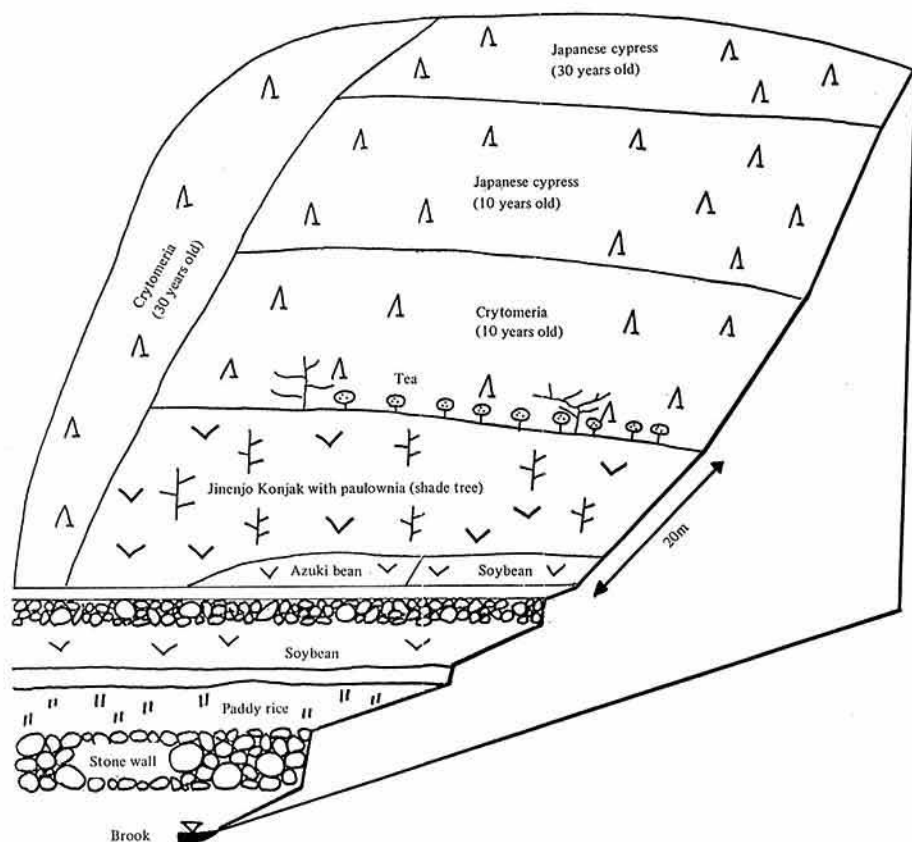 Japanese cypress
(30 years old)
Japanese cypress
(10 years old)
Crytomeria
(30 years old)
Crytomeria
(10 years old)
Tea
Jinenjo Konjak with paulownia (shade tree)
20m
Azuki bean
Soybean
Soybean
Paddy rice
Stone wall
Brook